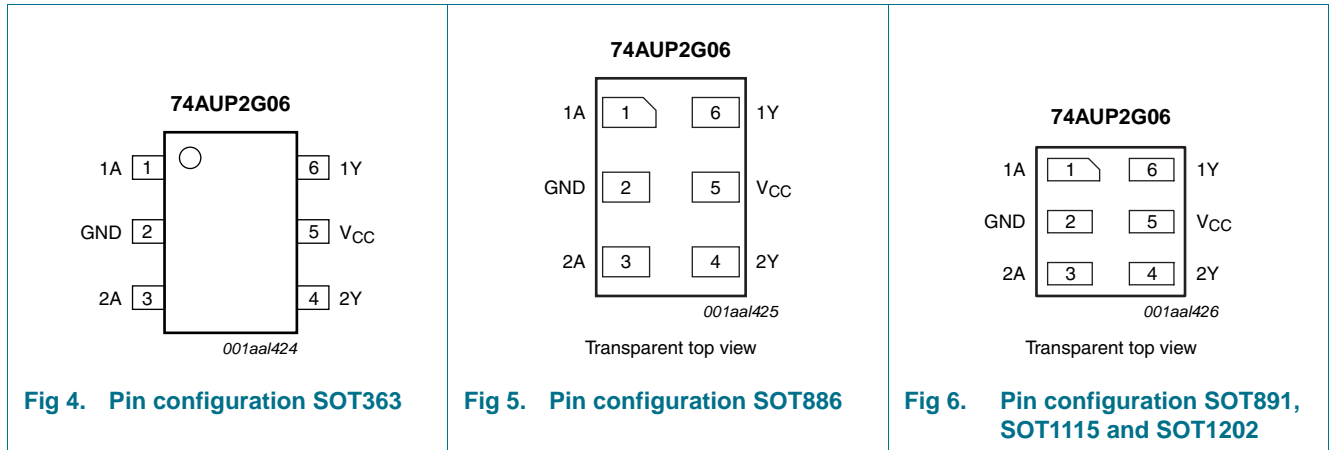 74AUP2G06
1A 1 6 1Y
GND 2 5 VCC
2A 3 4 2Y
001aal424
Fig 4. Pin configuration SOT363
74AUP2G06
1A 1 6 1Y
GND 2 5 VCC
2A 3 4 2Y
001aal425
Transparent top view
Fig 5. Pin configuration SOT886
74AUP2G06
1A 1 6 1Y
GND 2 5 VCC
2A 3 4 2Y
001aal426
Transparent top view
Fig 6. Pin configuration SOT891,
SOT1115 and SOT1202